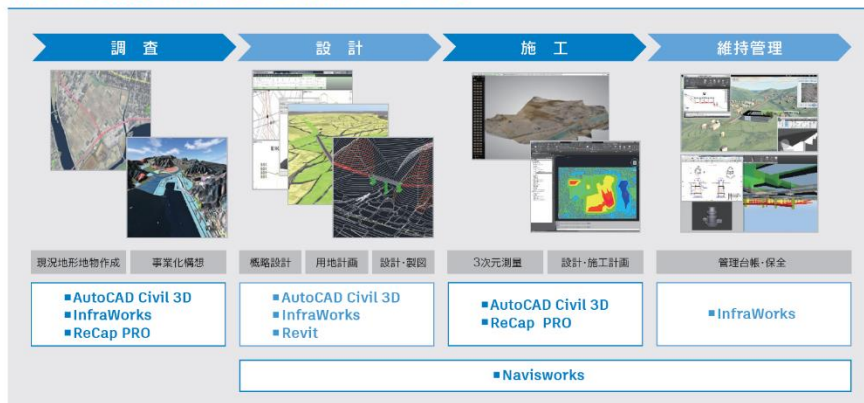 調 査
設 計
施 工
維持管理
現況地形地物作成
事業化構想
概略設計
用地計画
設計・製図
3次元測量
設計・施工計画
管理台帳・保全
■AutoCAD Civil 3D
■InfraWorks
■ReCap PRO
■AutoCAD Civil 3D
■InfraWorks
■Revit
■AutoCAD Civil 3D
■ReCap PRO
■InfraWorks
■Navisworks